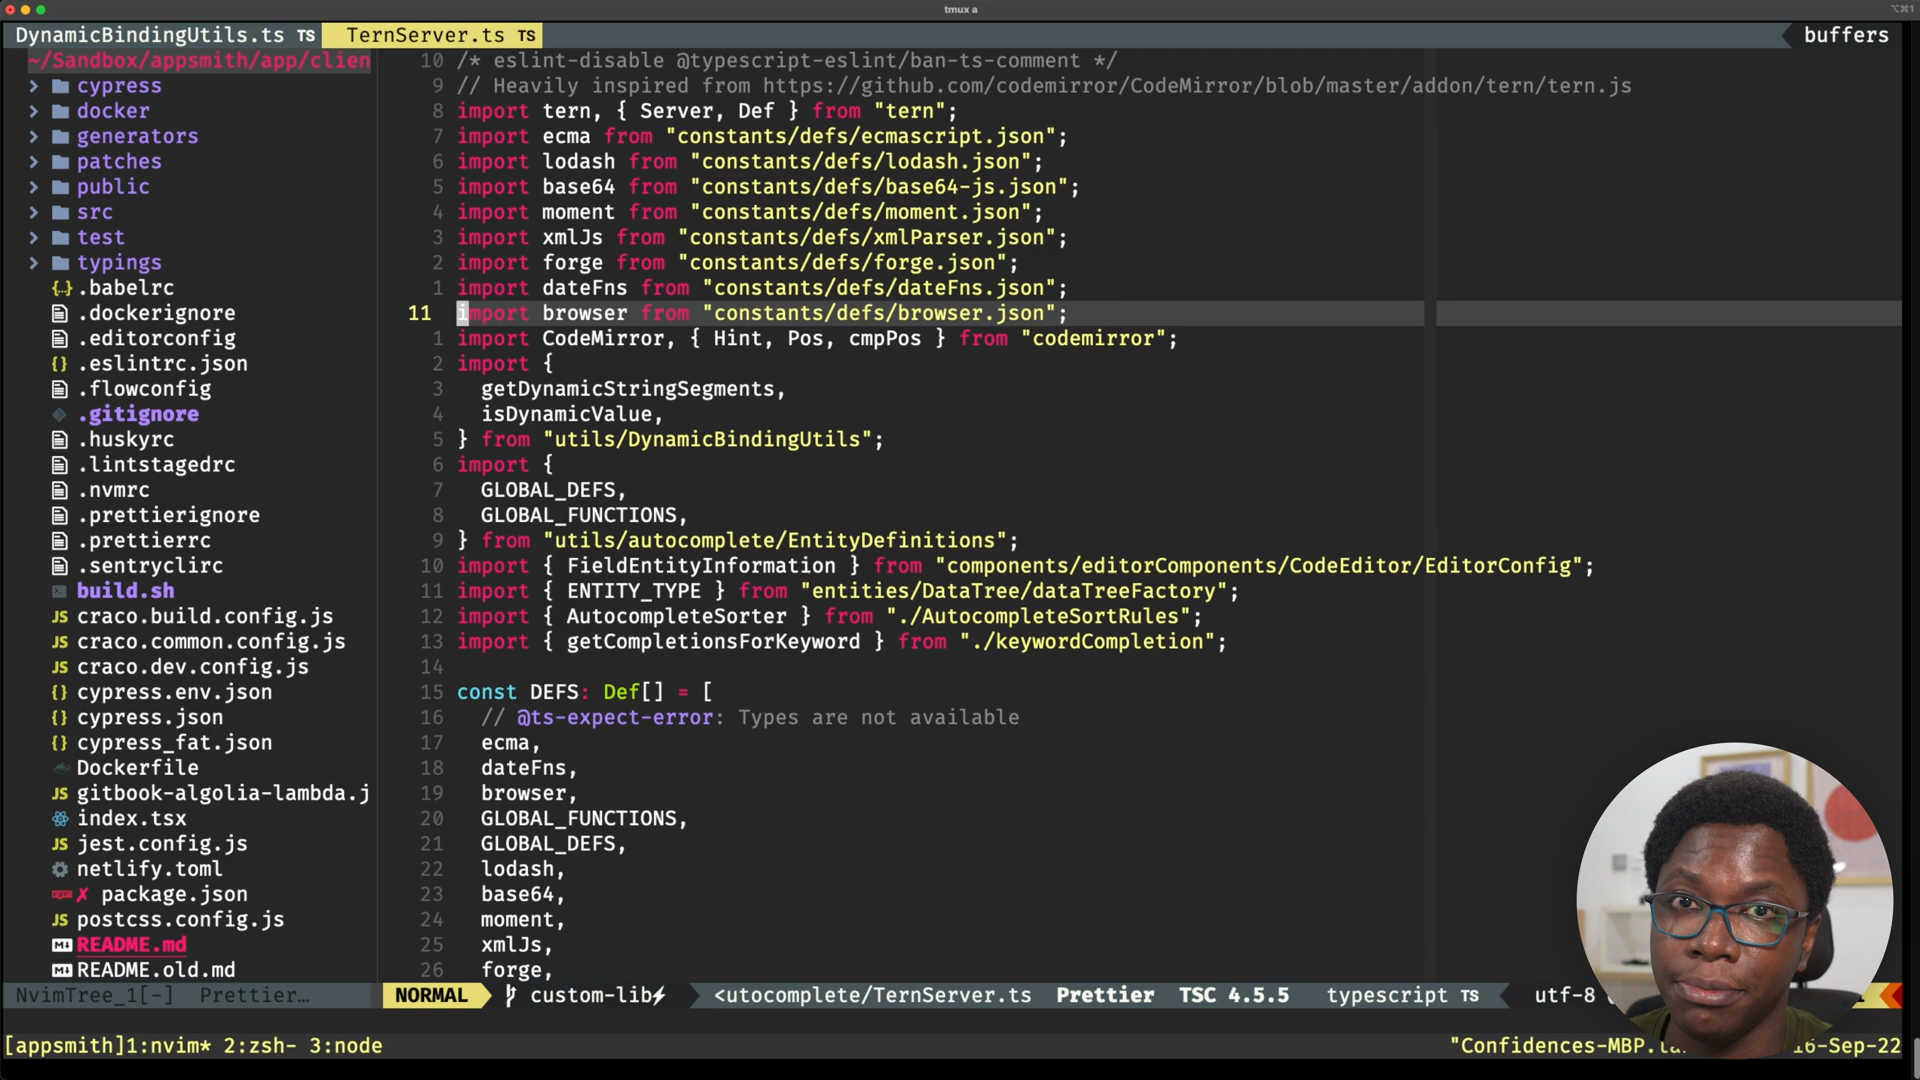 tmux a
⌥⌘1
DynamicBindingUtils.ts TS
TernServer.ts TS
buffers
~/Sandbox/appsmith/app/clien
cypress
docker
generators
patches
public
src
test
typings
{..} .babelrc
.dockerignore
.editorconfig
{} .eslintrc.json
.flowconfig
.gitignore
.huskyrc
.lintstagedrc
.nvmrc
.prettierignore
.prettierrc
.sentryclirc
build.sh
JS craco.build.config.js
JS craco.common.config.js
JS craco.dev.config.js
{} cypress.env.json
{} cypress.json
{} cypress_fat.json
Dockerfile
JS gitbook-algolia-lambda.j
index.tsx
JS jest.config.js
netlify.toml
✗ package.json
JS postcss.config.js
README.md
README.old.md
10 /* eslint-disable @typescript-eslint/ban-ts-comment */
9 // Heavily inspired from https://github.com/codemirror/CodeMirror/blob/master/addon/tern/tern.js
8 import tern, { Server, Def } from "tern";
7 import ecma from "constants/defs/ecmascript.json";
6 import lodash from "constants/defs/lodash.json";
5 import base64 from "constants/defs/base64-js.json";
4 import moment from "constants/defs/moment.json";
3 import xmlJs from "constants/defs/xmlParser.json";
2 import forge from "constants/defs/forge.json";
1 import dateFns from "constants/defs/dateFns.json";
11 import browser from "constants/defs/browser.json";
1 import CodeMirror, { Hint, Pos, cmpPos } from "codemirror";
2 import {
3 getDynamicStringSegments,
4 isDynamicValue,
5 } from "utils/DynamicBindingUtils";
6 import {
7 GLOBAL_DEFS,
8 GLOBAL_FUNCTIONS,
9 } from "utils/autocomplete/EntityDefinitions";
10 import { FieldEntityInformation } from "components/editorComponents/CodeEditor/EditorConfig";
11 import { ENTITY_TYPE } from "entities/DataTree/dataTreeFactory";
12 import { AutocompleteSorter } from "./AutocompleteSortRules";
13 import { getCompletionsForKeyword } from "./keywordCompletion";
14
15 const DEFS: Def[] = [
16 // @ts-expect-error: Types are not available
17 ecma,
18 dateFns,
19 browser,
20 GLOBAL_FUNCTIONS,
21 GLOBAL_DEFS,
22 lodash,
23 base64,
24 moment,
25 xmlJs,
26 forge,
NvimTree_1[-] Prettier…
NORMAL custom-lib⚡ <utocomplete/TernServer.ts Prettier TSC 4.5.5 typescript TS utf-8
[appsmith]1:nvim* 2:zsh- 3:node
"Confidences-MBP. 16-Sep-22